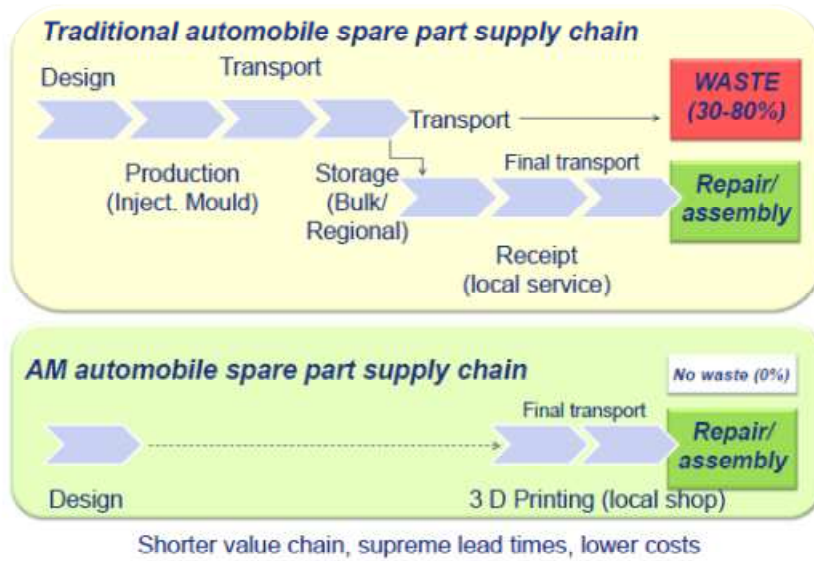 Traditional automobile spare part supply chain
Design
Transport
WASTE
(30-80%)
Transport
Production
(Inject. Mould)
Storage
(Bulk/
Regional)
Final transport
Repair/
assembly
Receipt
(local service)
AM automobile spare part supply chain
No waste (0%)
Final transport
Repair/
assembly
Design
3 D Printing (local shop)
Shorter value chain, supreme lead times, lower costs